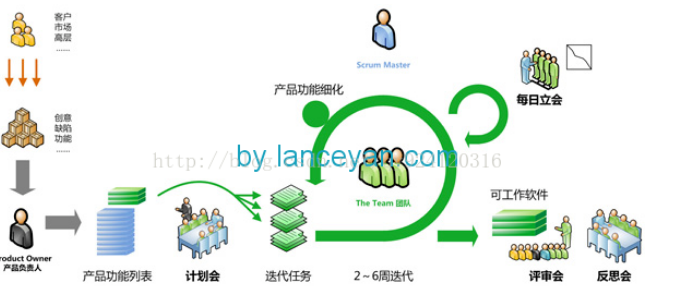 客户
市场
高层
……
创意
缺陷
功能
……
Product Owner
产品负责人
产品功能列表
计划会
产品功能细化
迭代任务
Scrum Master
by lanceyan.com
The Team 团队
2～6周迭代
每日立会
可工作软件
评审会
反思会